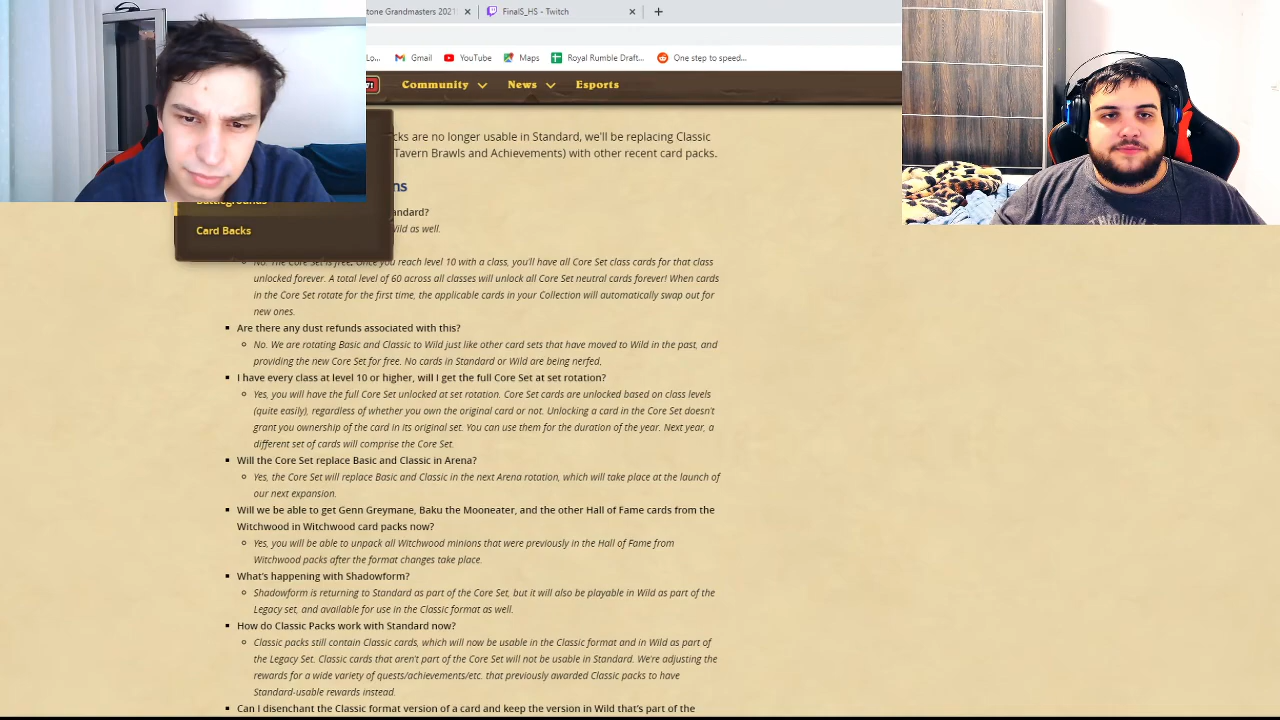 tone Grandmasters 2021
FinalS_HS - Twitch
Lo...
Gmail
YouTube
Maps
Royal Rumble Draft...
One step to speed...
Community
News
Esports
cks are no longer usable in Standard, we'll be replacing Classic
Tavern Brawls and Achievements) with other recent card packs.
ns
andard?
Wild as well.
Battlegrounds
Card Backs
No. The Core Set is free. Once you reach level 10 with a class, you'll have all Core Set class cards for that class
unlocked forever. A total level of 60 across all classes will unlock all Core Set neutral cards forever! When cards
in the Core Set rotate for the first time, the applicable cards in your Collection will automatically swap out for
new ones.
Are there any dust refunds associated with this?
No. We are rotating Basic and Classic to Wild just like other card sets that have moved to Wild in the past, and
providing the new Core Set for free. No cards in Standard or Wild are being nerfed.
I have every class at level 10 or higher, will I get the full Core Set at set rotation?
Yes, you will have the full Core Set unlocked at set rotation. Core Set cards are unlocked based on class levels
(quite easily), regardless of whether you own the original card or not. Unlocking a card in the Core Set doesn't
grant you ownership of the card in its original set. You can use them for the duration of the year. Next year, a
different set of cards will comprise the Core Set.
Will the Core Set replace Basic and Classic in Arena?
Yes, the Core Set will replace Basic and Classic in the next Arena rotation, which will take place at the launch of
our next expansion.
Will we be able to get Genn Greymane, Baku the Mooneater, and the other Hall of Fame cards from the
Witchwood in Witchwood card packs now?
Yes, you will be able to unpack all Witchwood minions that were previously in the Hall of Fame from
Witchwood packs after the format changes take place.
What's happening with Shadowform?
Shadowform is returning to Standard as part of the Core Set, but it will also be playable in Wild as part of the
Legacy set, and available for use in the Classic format as well.
How do Classic Packs work with Standard now?
Classic packs still contain Classic cards, which will now be usable in the Classic format and in Wild as part of
the Legacy Set. Classic cards that aren't part of the Core Set will not be usable in Standard. We're adjusting the
rewards for a wide variety of quests/achievements/etc. that previously awarded Classic packs to have
Standard-usable rewards instead.
Can I disenchant the Classic format version of a card and keep the version in Wild that's part of the